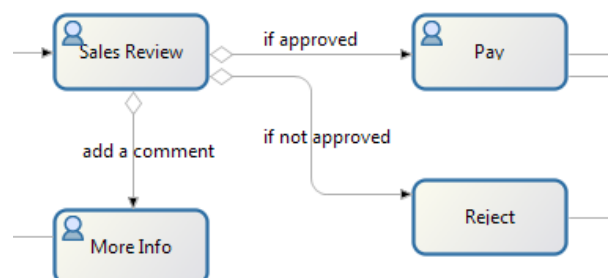 Sales Review
if approved
Pay
add a comment
if not approved
More Info
Reject